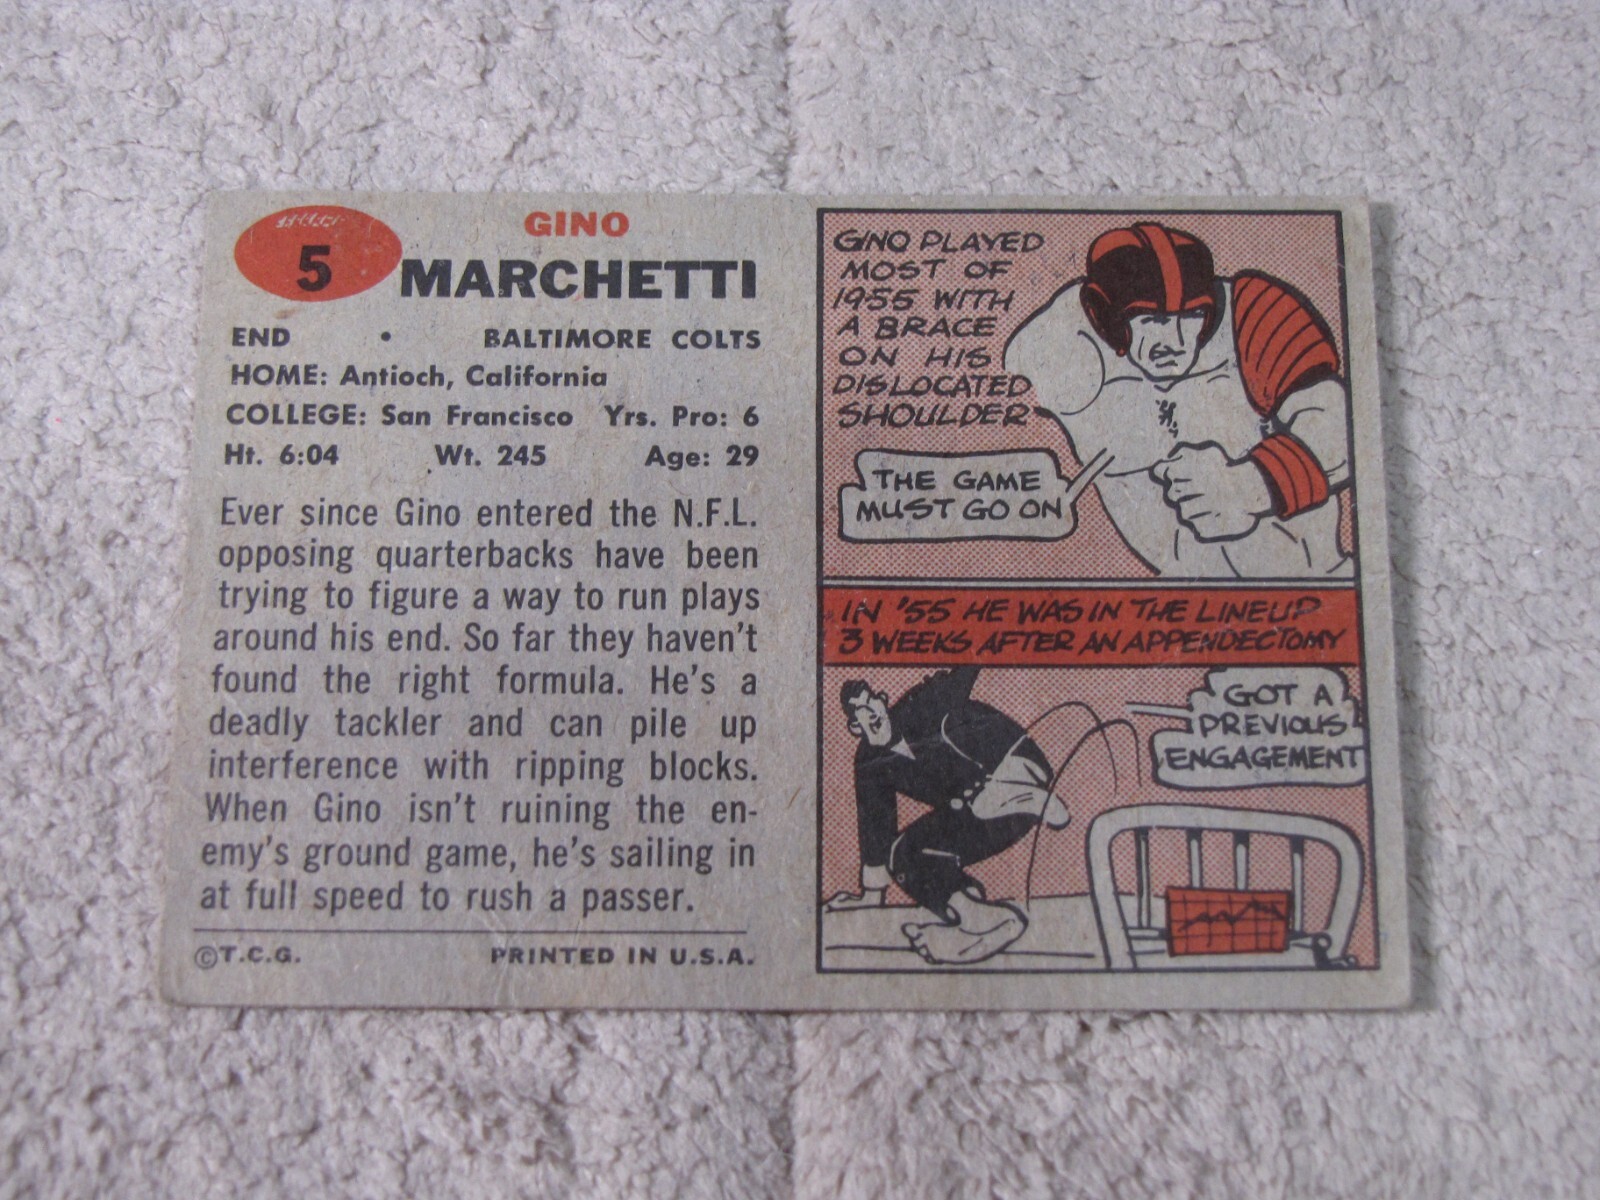 5
GINO
MARCHETTI
END • BALTIMORE COLTS
HOME: Antioch, California
COLLEGE: San Francisco Yrs. Pro: 6
Ht. 6:04 Wt. 245 Age: 29
Ever since Gino entered the N.F.L.
opposing quarterbacks have been
trying to figure a way to run plays
around his end. So far they haven't
found the right formula. He's a
deadly tackler and can pile up
interference with ripping blocks.
When Gino isn't ruining the en-
emy's ground game, he's sailing in
at full speed to rush a passer.
©T.C.G. PRINTED IN U.S.A.
GINO PLAYED
MOST OF
1955 WITH
A BRACE
ON HIS
DISLOCATED
SHOULDER
THE GAME
MUST GO ON
IN '55 HE WAS IN THE LINEUP
3 WEEKS AFTER AN APPENDECTOMY
GOT A
PREVIOUS
ENGAGEMENT